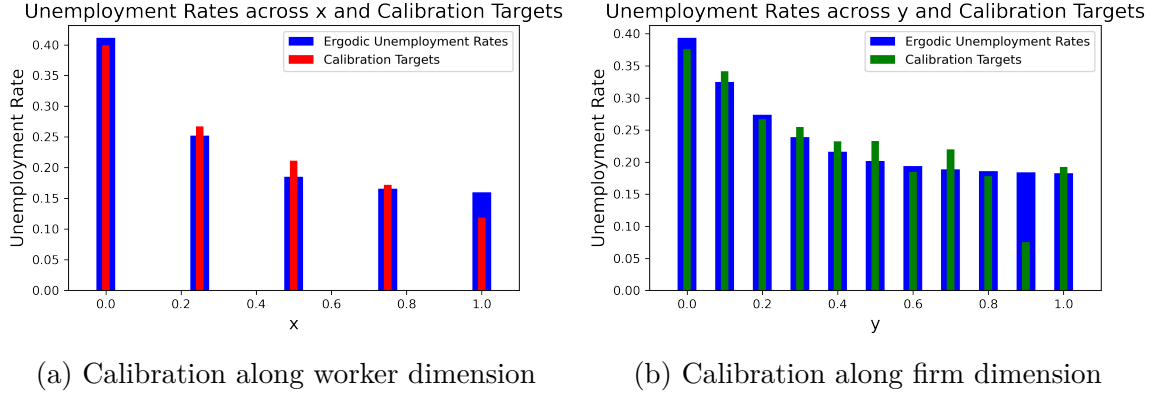 Unemployment Rates across x and Calibration Targets
0.40
0.35
0.30
0.25
0.20
0.15
0.10
0.05
0.00
Unemployment Rate
Ergodic Unemployment Rates
Calibration Targets
0.0 0.2 0.4 0.6 0.8 1.0
x
(a) Calibration along worker dimension
Unemployment Rates across y and Calibration Targets
0.40
0.35
0.30
0.25
0.20
0.15
0.10
0.05
0.00
Unemployment Rate
Ergodic Unemployment Rates
Calibration Targets
0.0 0.2 0.4 0.6 0.8 1.0
y
(b) Calibration along firm dimension